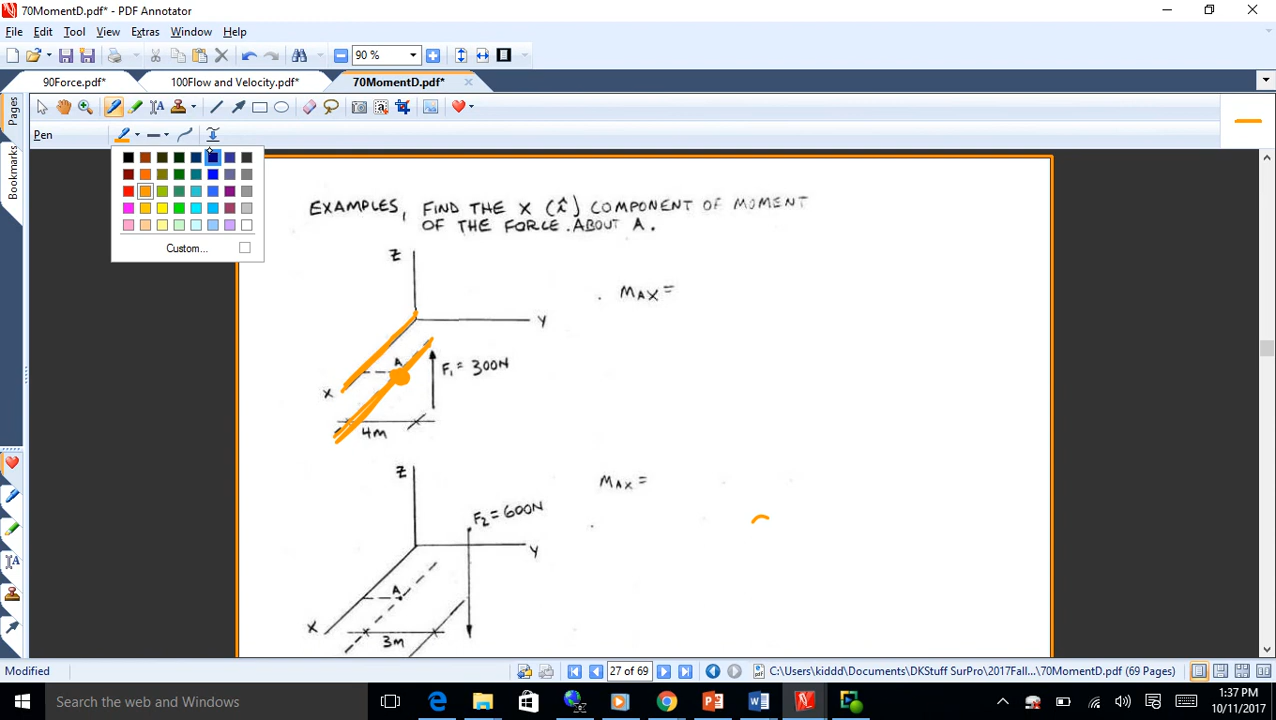 70MomentD.pdf* - PDF Annotator
File Edit Tool View Extras Window Help
90 %
90Force.pdf* 100Flow and Velocity.pdf* 70MomentD.pdf*
Pages
Bookmarks
Pen
Custom...
EXAMPLES, FIND THE X (î) COMPONENT OF MOMENT
OF THE FORCE. ABOUT A.
Z
Y
MAX =
A
F1 = 300N
X
4M
Z
MAX =
F2 = 600N
Y
A
X
3M
Modified
27 of 69
C:\Users\kiddd\Documents\DKStuff SurPro\2017Fall...\70MomentD.pdf (69 Pages)
Search the web and Windows
1:37 PM
10/11/2017